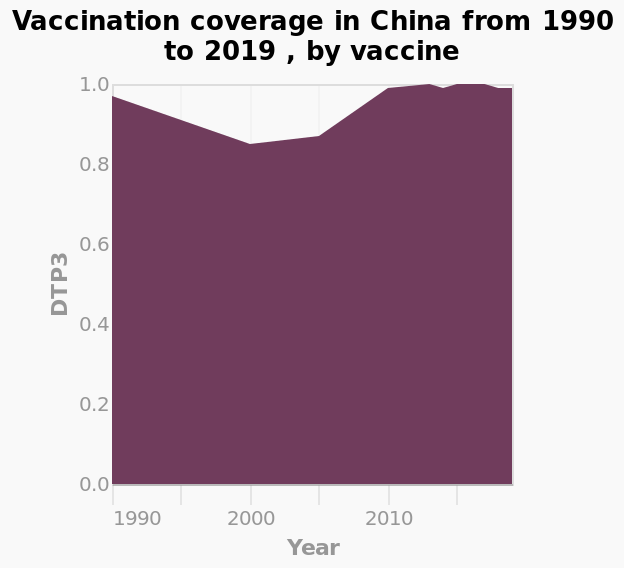 Vaccination coverage in China from 1990
to 2019 , by vaccine
1.0
0.8
0.6
0.4
0.2
0.0
DTP3
1990 2000 2010
Year